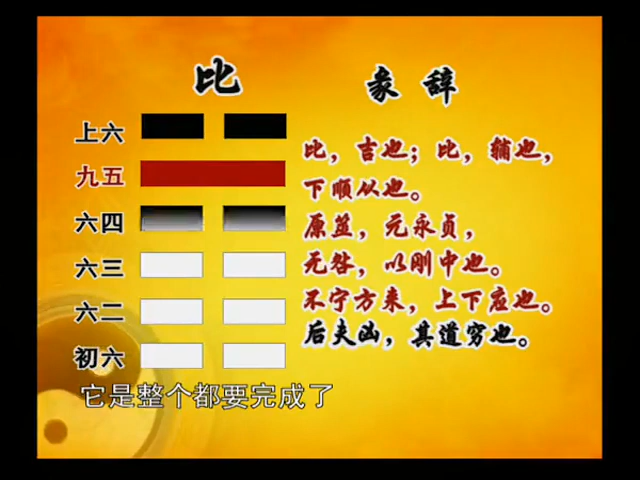 比
彖辞
上六
九五
六四
六三
六二
初六
比，吉也；比，辅也，
下顺从也。
原筮，元永贞，
无咎，以刚中也。
不宁方来，上下应也。
后夫凶，其道穷也。
它是整个都要完成了